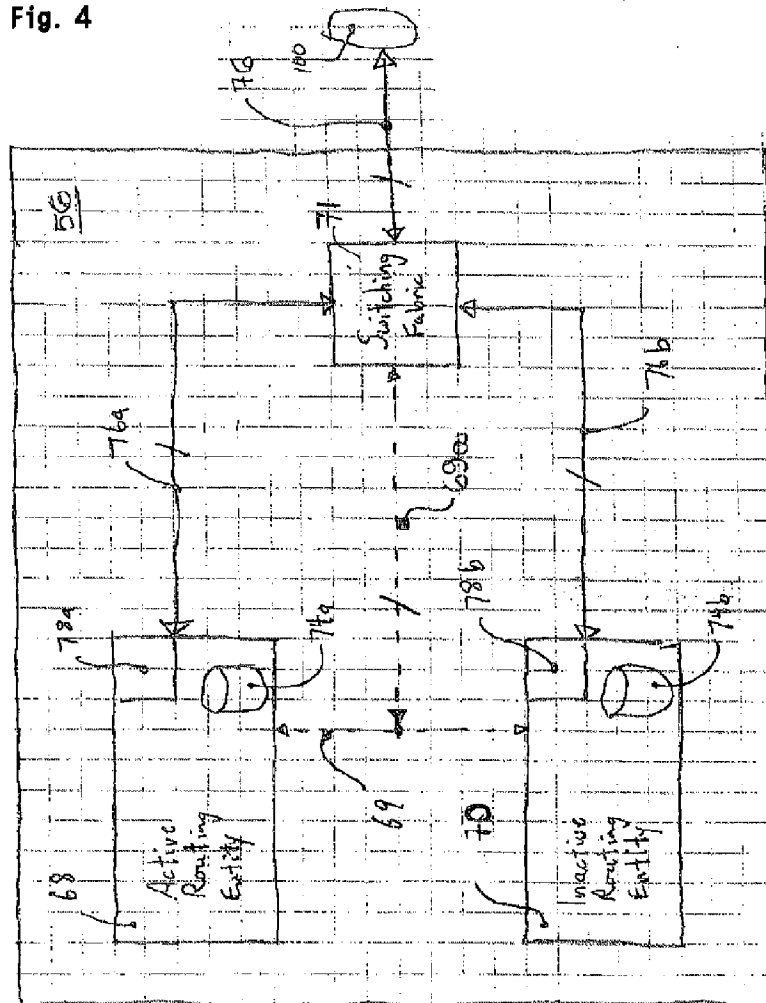 Fig. 4
100
76
56
71
Switching
Fabric
76a
76b
69a
78a
74a
78b
74b
69
68
Active
Routing
Entity
70
Inactive
Routing
Entity